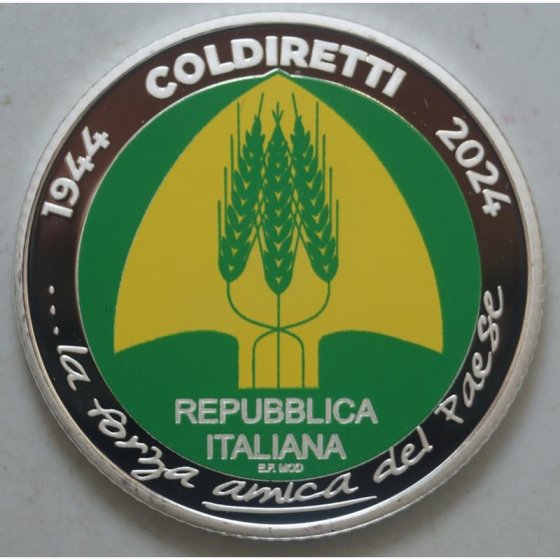 1944 COLDIRETTI 2024
REPUBBLICA
ITALIANA
E.P. MOD
...la forza amica del Paese